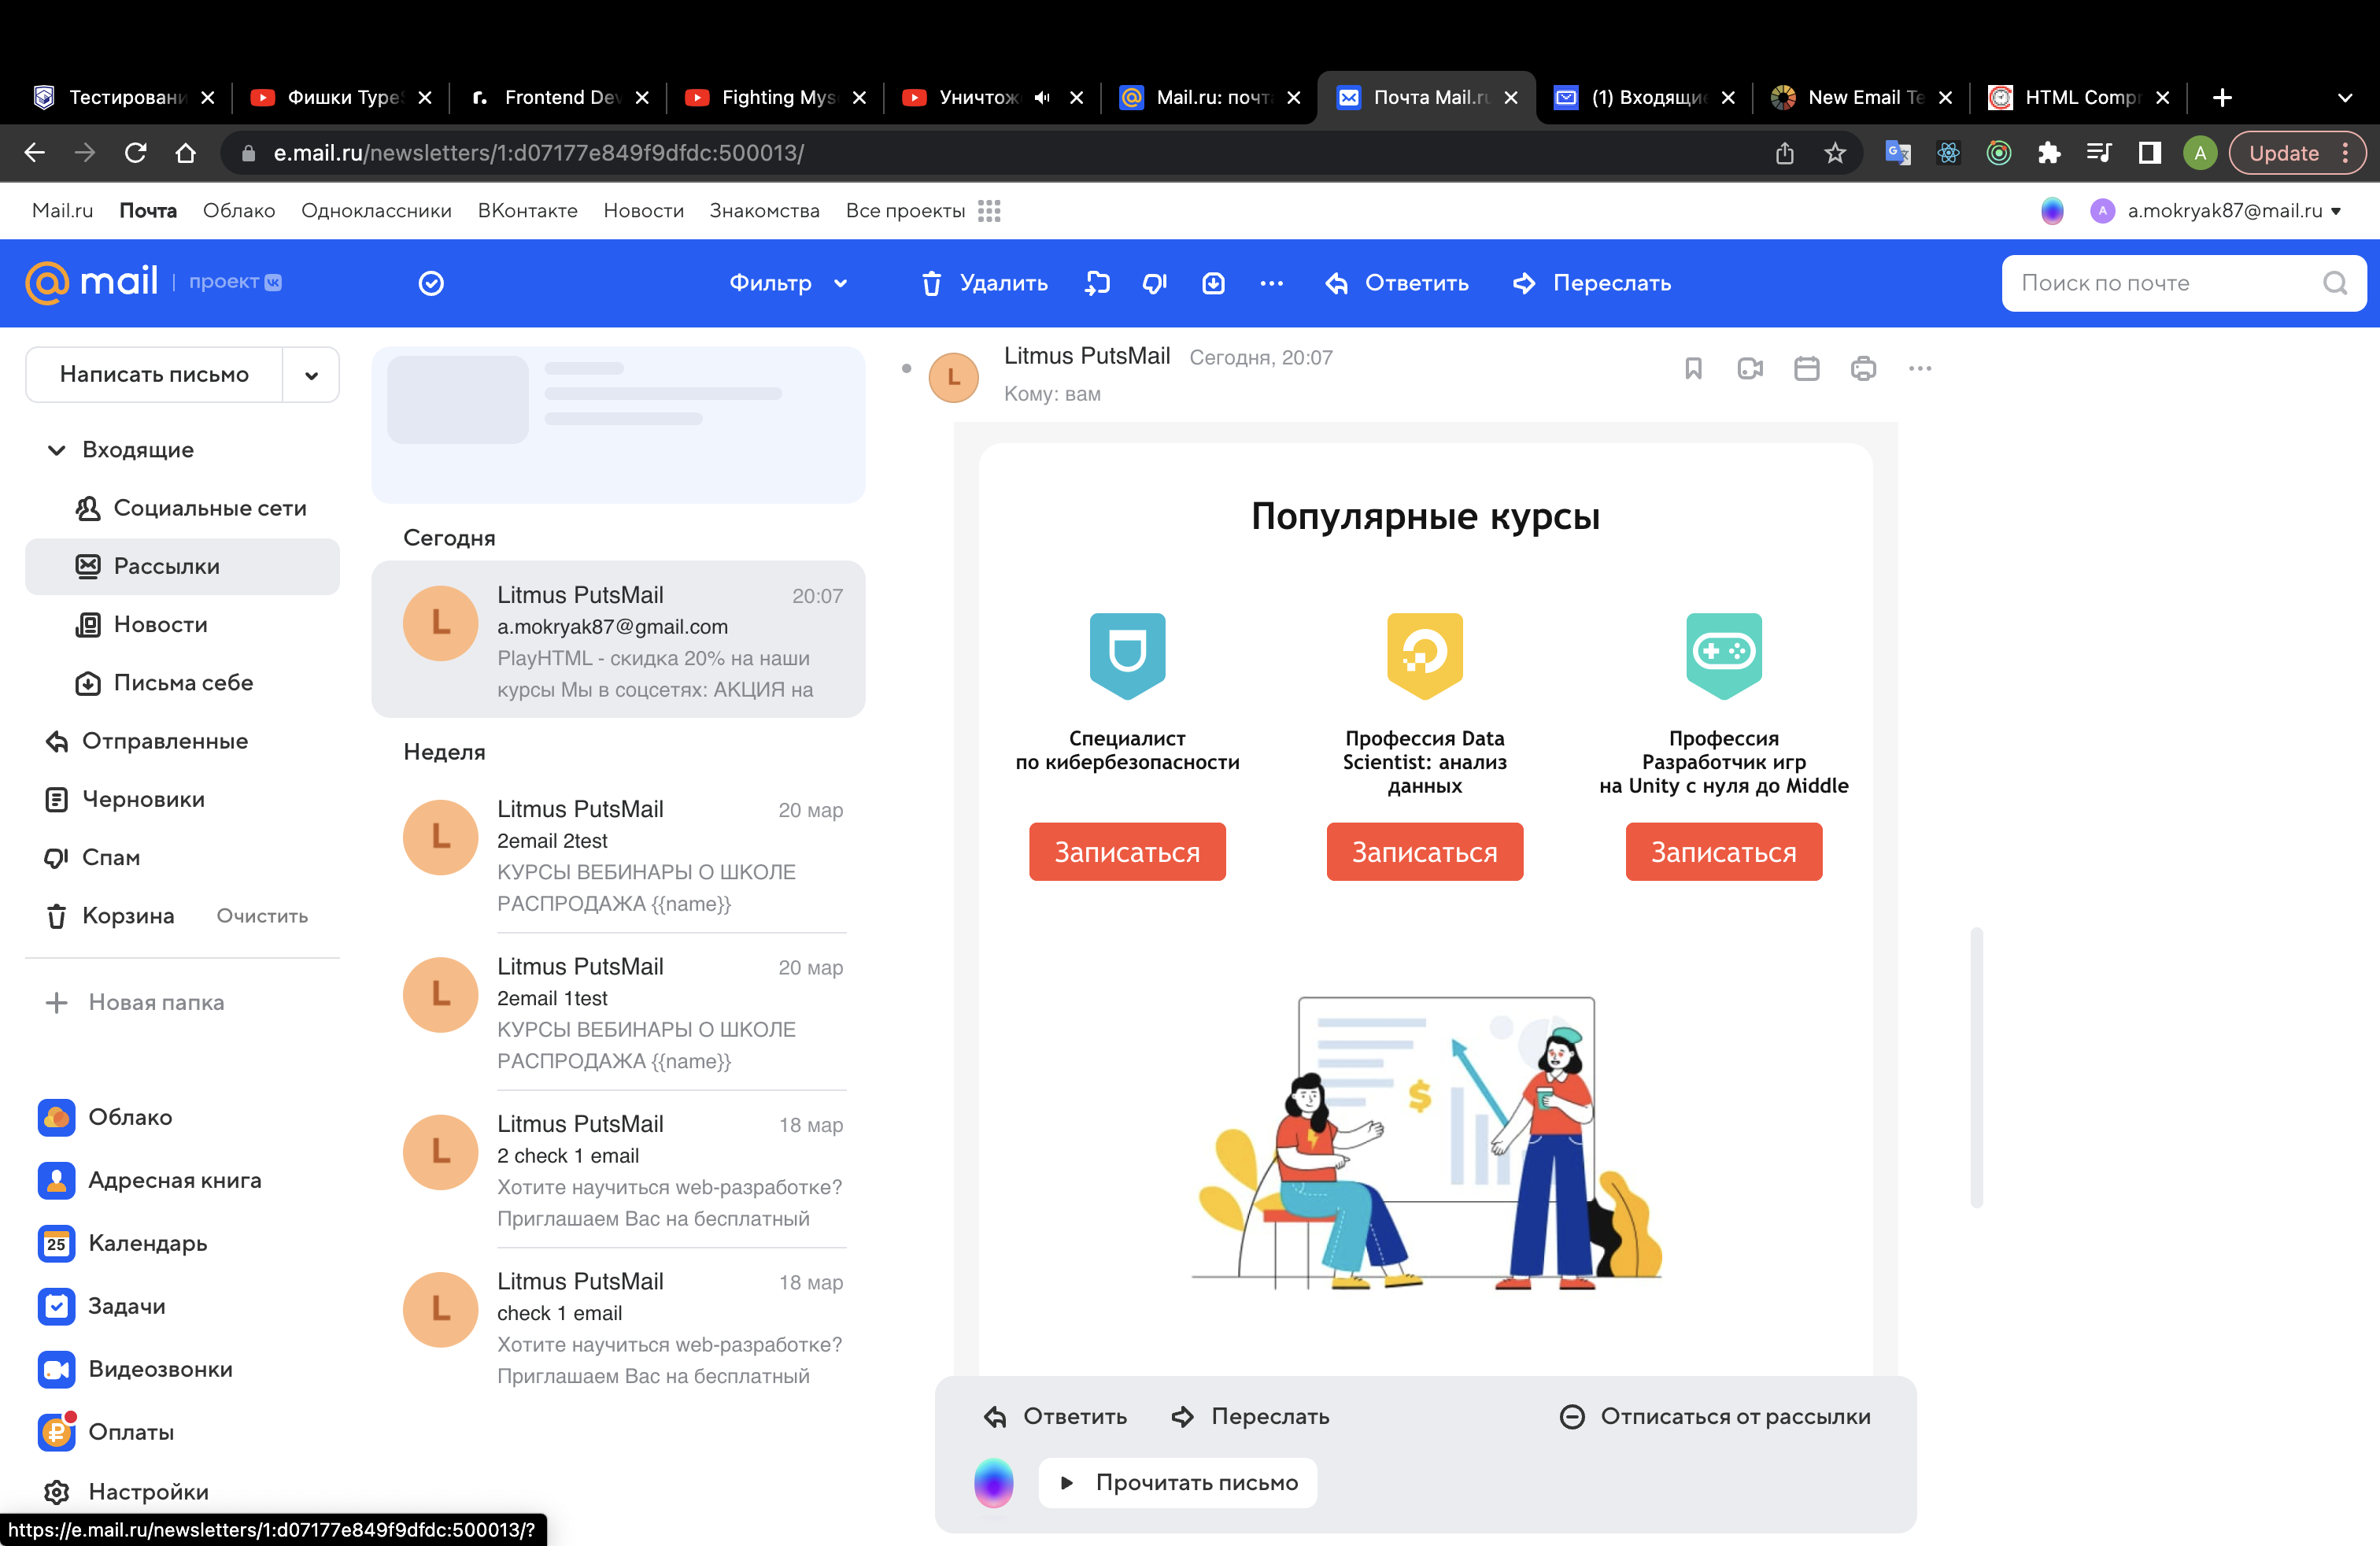 Тестировани
Фишки TypeS
Frontend Dev
Fighting Mys
Уничтож
Mail.ru: почт
Почта Mail.ru
(1) Входящие
New Email Te
HTML Compr
e.mail.ru/newsletters/1:d07177e849f9dfdc:500013/
A
Update
Mail.ru
Почта
Облако
Одноклассники
ВКонтакте
Новости
Знакомства
Все проекты
A
a.mokryak87@mail.ru
@mail
проект
Фильтр
Удалить
Ответить
Переслать
Поиск по почте
Написать письмо
Входящие
Социальные сети
Рассылки
Новости
Письма себе
Отправленные
Черновики
Спам
Корзина
Очистить
Новая папка
Облако
Адресная книга
25
Календарь
Задачи
Видеозвонки
₽
Оплаты
Настройки
https://e.mail.ru/newsletters/1:d07177e849f9dfdc:500013/?
Сегодня
L
Litmus PutsMail
20:07
a.mokryak87@gmail.com
PlayHTML - скидка 20% на наши
курсы Мы в соцсетях: АКЦИЯ на
Неделя
L
Litmus PutsMail
20 мар
2email 2test
КУРСЫ ВЕБИНАРЫ О ШКОЛЕ
РАСПРОДАЖА {{name}}
L
Litmus PutsMail
20 мар
2email 1test
КУРСЫ ВЕБИНАРЫ О ШКОЛЕ
РАСПРОДАЖА {{name}}
L
Litmus PutsMail
18 мар
2 check 1 email
Хотите научиться web-разработке?
Приглашаем Вас на бесплатный
L
Litmus PutsMail
18 мар
check 1 email
Хотите научиться web-разработке?
Приглашаем Вас на бесплатный
L
Litmus PutsMail
Сегодня, 20:07
Кому: вам
Популярные курсы
Специалист
по кибербезопасности
Записаться
Профессия Data
Scientist: анализ
данных
Записаться
Профессия
Разработчик игр
на Unity с нуля до Middle
Записаться
$
Ответить
Переслать
Отписаться от рассылки
Прочитать письмо